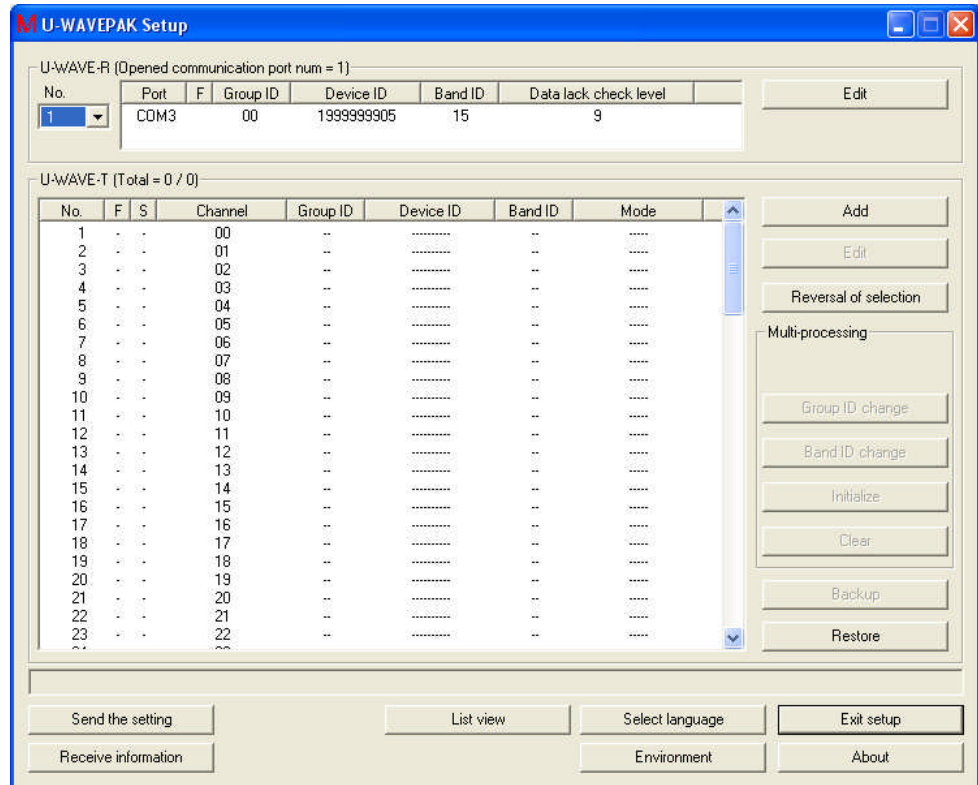 M U-WAVEPAK Setup
U-WAVE-R (Opened communication port num = 1)
No. Port F Group ID Device ID Band ID Data lack check level Edit
1 COM3 00 1999999905 15 9
U-WAVE-T (Total = 0 / 0)
No. F S Channel Group ID Device ID Band ID Mode Add
1 - - 00 -- ---------- -- -----
2 - - 01 -- ---------- -- ----- Edit
3 - - 02 -- ---------- -- -----
4 - - 03 -- ---------- -- -----
5 - - 04 -- ---------- -- ----- Reversal of selection
6 - - 05 -- ---------- -- -----
7 - - 06 -- ---------- -- ----- Multi-processing
8 - - 07 -- ---------- -- -----
9 - - 08 -- ---------- -- -----
10 - - 09 -- ---------- -- -----
11 - - 10 -- ---------- -- ----- Group ID change
12 - - 11 -- ---------- -- -----
13 - - 12 -- ---------- -- ----- Band ID change
14 - - 13 -- ---------- -- -----
15 - - 14 -- ---------- -- ----- Initialize
16 - - 15 -- ---------- -- -----
17 - - 16 -- ---------- -- -----
18 - - 17 -- ---------- -- ----- Clear
19 - - 18 -- ---------- -- -----
20 - - 19 -- ---------- -- -----
21 - - 20 -- ---------- -- ----- Backup
22 - - 21 -- ---------- -- -----
23 - - 22 -- ---------- -- ----- Restore
Send the setting List view Select language Exit setup
Receive information Environment About